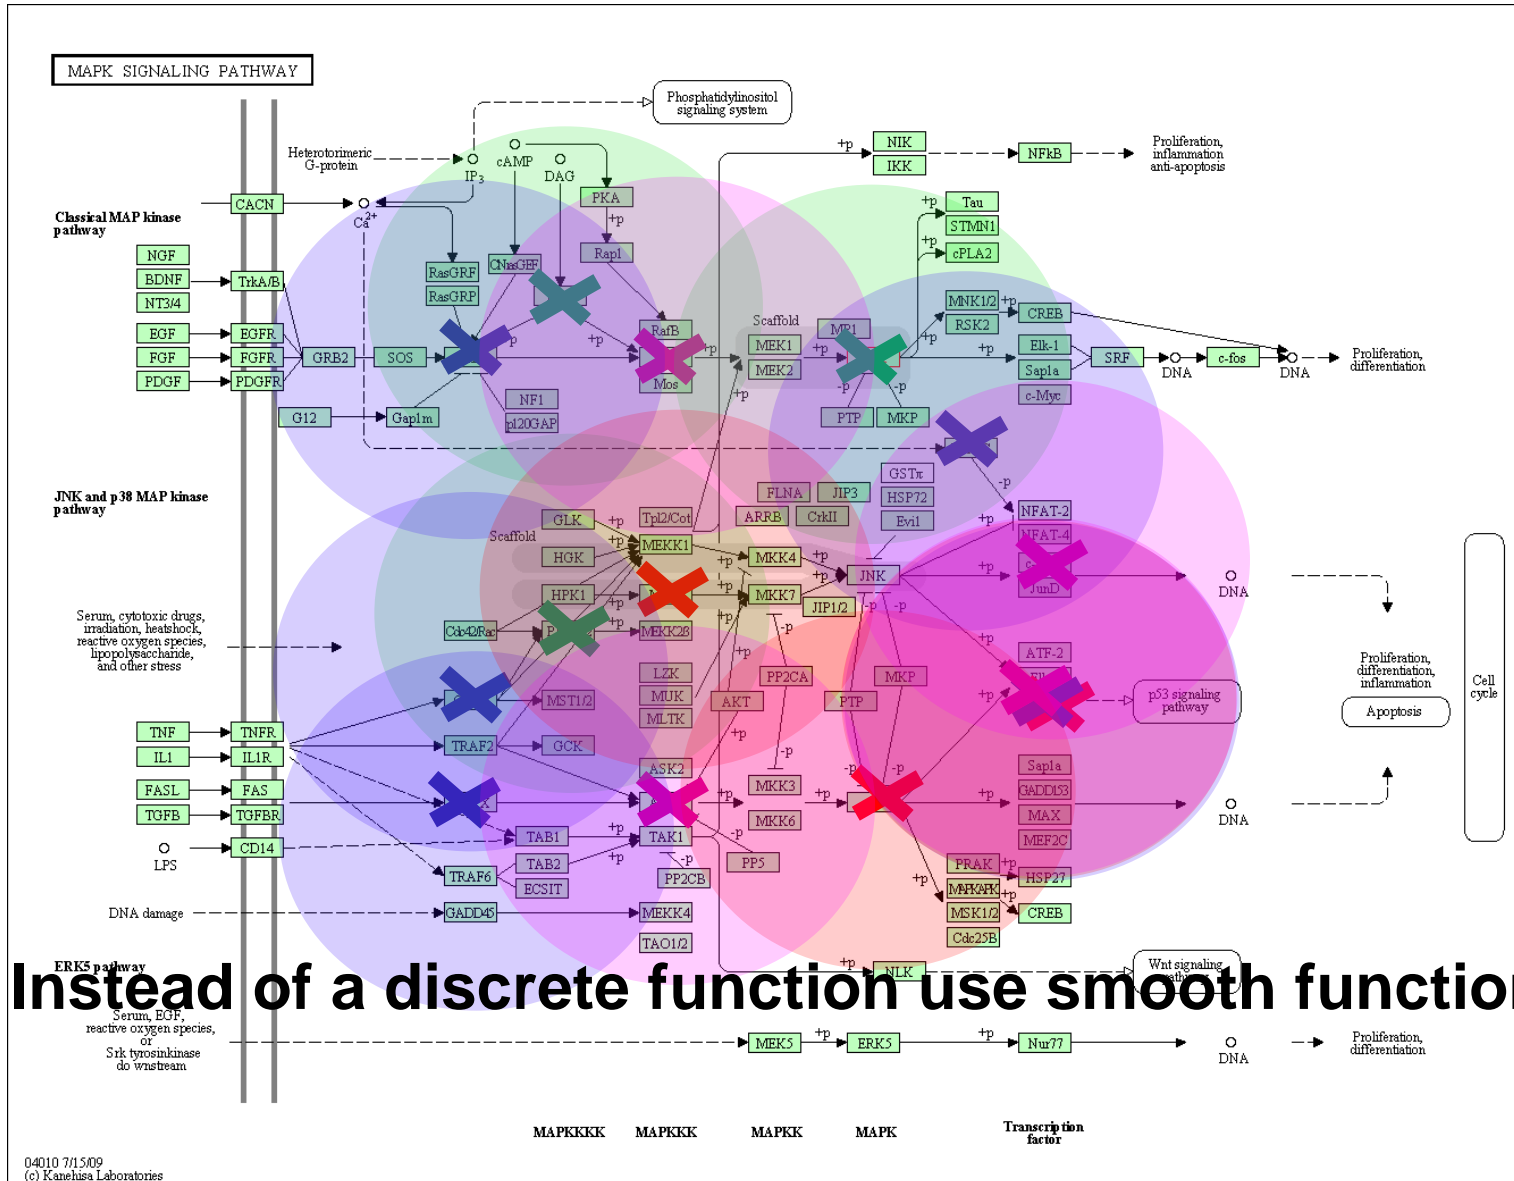 MAPK SIGNALING PATHWAY
Phosphatidylinositol
signaling system
Heterotorimeric
G-protein
IP3
cAMP
DAG
+p
NIK
IKK
NFkB
Proliferation,
inflammation
anti-apoptosis
Classical MAP kinase
pathway
CACN
Ca2+
PKA
+p
Rap1
+p
Tau
STMN1
+p
cPLA2
NGF
BDNF
NT3/4
TrkA/B
RasGRF
RasGRP
CNrasGEF
EGF
EGFR
FGF
FGFR
PDGF
PDGFR
GRB2
SOS
G12
Gap1m
NF1
p120GAP
+p
+p
RafB
Mos
+p
+p
Scaffold
MEK1
MEK2
MP1
+p
-p
-p
PTP
MKP
+p
+p
MNK1/2
RSK2
+p
CREB
Elk-1
Sap1a
c-Myc
SRF
DNA
c-fos
DNA
Proliferation,
differentiation
JNK and p38 MAP kinase
pathway
-p
NFAT-2
NFAT-4
JunD
GSTπ
HSP72
Evi1
FLNA
JIP3
ARRB
CrkII
Scaffold
GLK
HGK
HPK1
+p
+p
+p
+p
Tpl2/Cot
MEKK1
MEKK2B
MKK4
MKK7
+p
+p
+p
+p
JNK
JIP1/2
+p
+p
+p
+p
DNA
Serum, cytotoxic drugs,
irradiation, heatshock,
reactive oxygen species,
lipopolysaccharide,
and other stress
Cdc42/Rac
MST1/2
GCK
LZK
MUK
MLTK
ASK2
AKT
PP2CA
PTP
MKP
-p
-p
-p
-p
-p
-p
+p
+p
+p
+p
ATF-2
p53 signaling
pathway
Proliferation,
differentiation,
inflammation
Apoptosis
Cell
cycle
TNF
TNFR
IL1
IL1R
TRAF2
FASL
FAS
TGFB
TGFBR
LPS
CD14
TAB1
TAB2
ECSIT
TRAF6
+p
+p
TAK1
MKK3
MKK6
+p
+p
-p
-p
PP5
PP2CB
Sap1a
GADD153
MAX
MEF2C
+p
DNA
+p
PRAK
MAPKAPK
MSK1/2
Cdc25B
+p
+p
HSP27
CREB
DNA damage
GADD45
MEKK4
TAO1/2
+p
NLK
Wnt signaling
ERK5 pathway
Instead of a discrete function use smooth functio
Serum, EGF,
reactive oxygen species,
or
Srk tyrosinkinase
do wnstream
MEK5
+p
ERK5
+p
Nur77
DNA
Proliferation,
differentiation
MAPKKKK
MAPKKK
MAPKK
MAPK
Transcription
factor
04010 7/15/09
(c) Kanehisa Laboratories